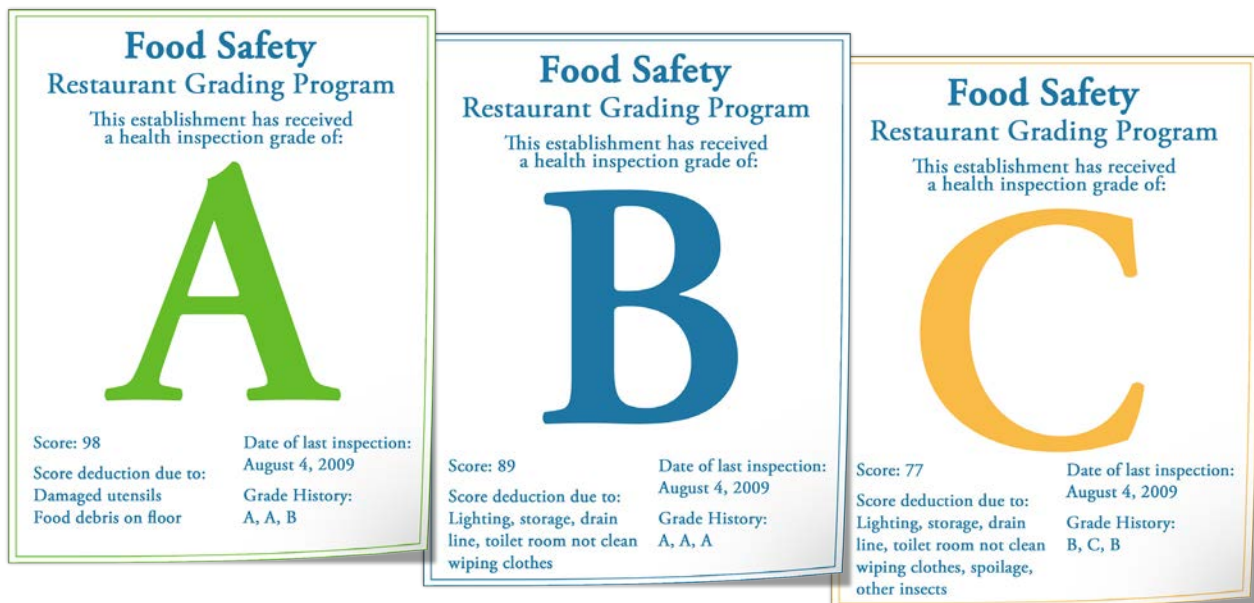 Food Safety
Restaurant Grading Program
This establishment has received
a health inspection grade of:
A
Score: 98
Score deduction due to:
Damaged utensils
Food debris on floor
Date of last inspection:
August 4, 2009
Grade History:
A, A, B
Food Safety
Restaurant Grading Program
This establishment has received
a health inspection grade of:
B
Score: 89
Score deduction due to:
Lighting, storage, drain
line, toilet room not clean
wiping clothes
Date of last inspection:
August 4, 2009
Grade History:
A, A, A
Food Safety
Restaurant Grading Program
This establishment has received
a health inspection grade of:
C
Score: 77
Score deduction due to:
Lighting, storage, drain
line, toilet room not clean
wiping clothes, spoilage,
other insects
Date of last inspection:
August 4, 2009
Grade History:
B, C, B